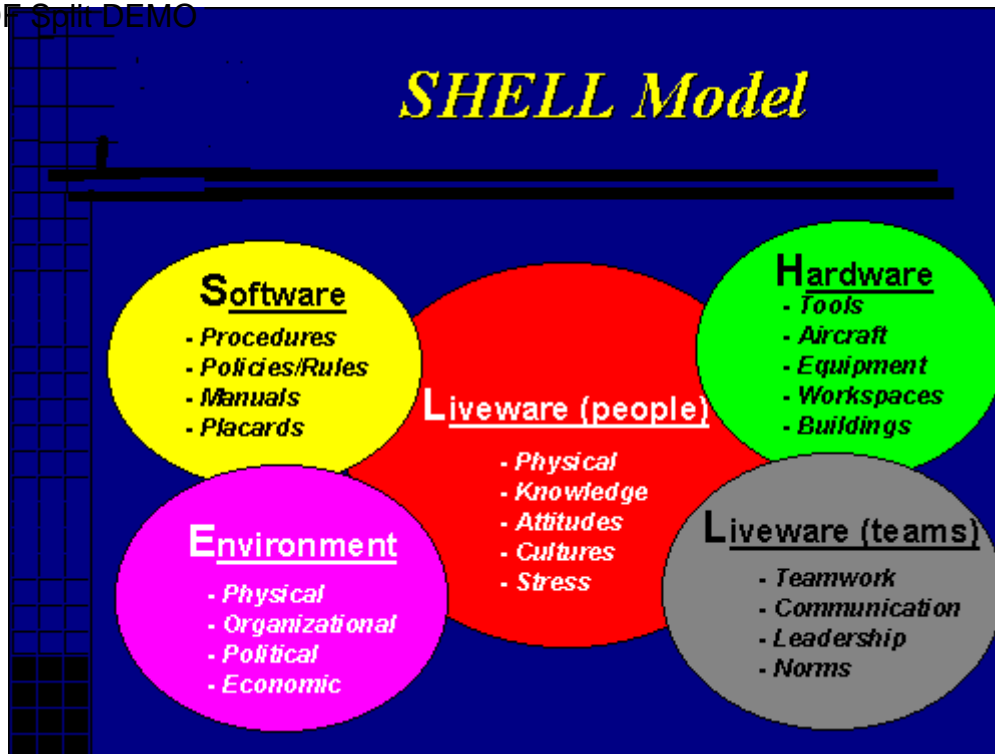 F Split DEMO
SHELL Model
Software
- Procedures
- Policies/Rules
- Manuals
- Placards
Hardware
- Tools
- Aircraft
- Equipment
- Workspaces
- Buildings
Liveware (people)
- Physical
- Knowledge
- Attitudes
- Cultures
- Stress
Environment
- Physical
- Organizational
- Political
- Economic
Liveware (teams)
- Teamwork
- Communication
- Leadership
- Norms